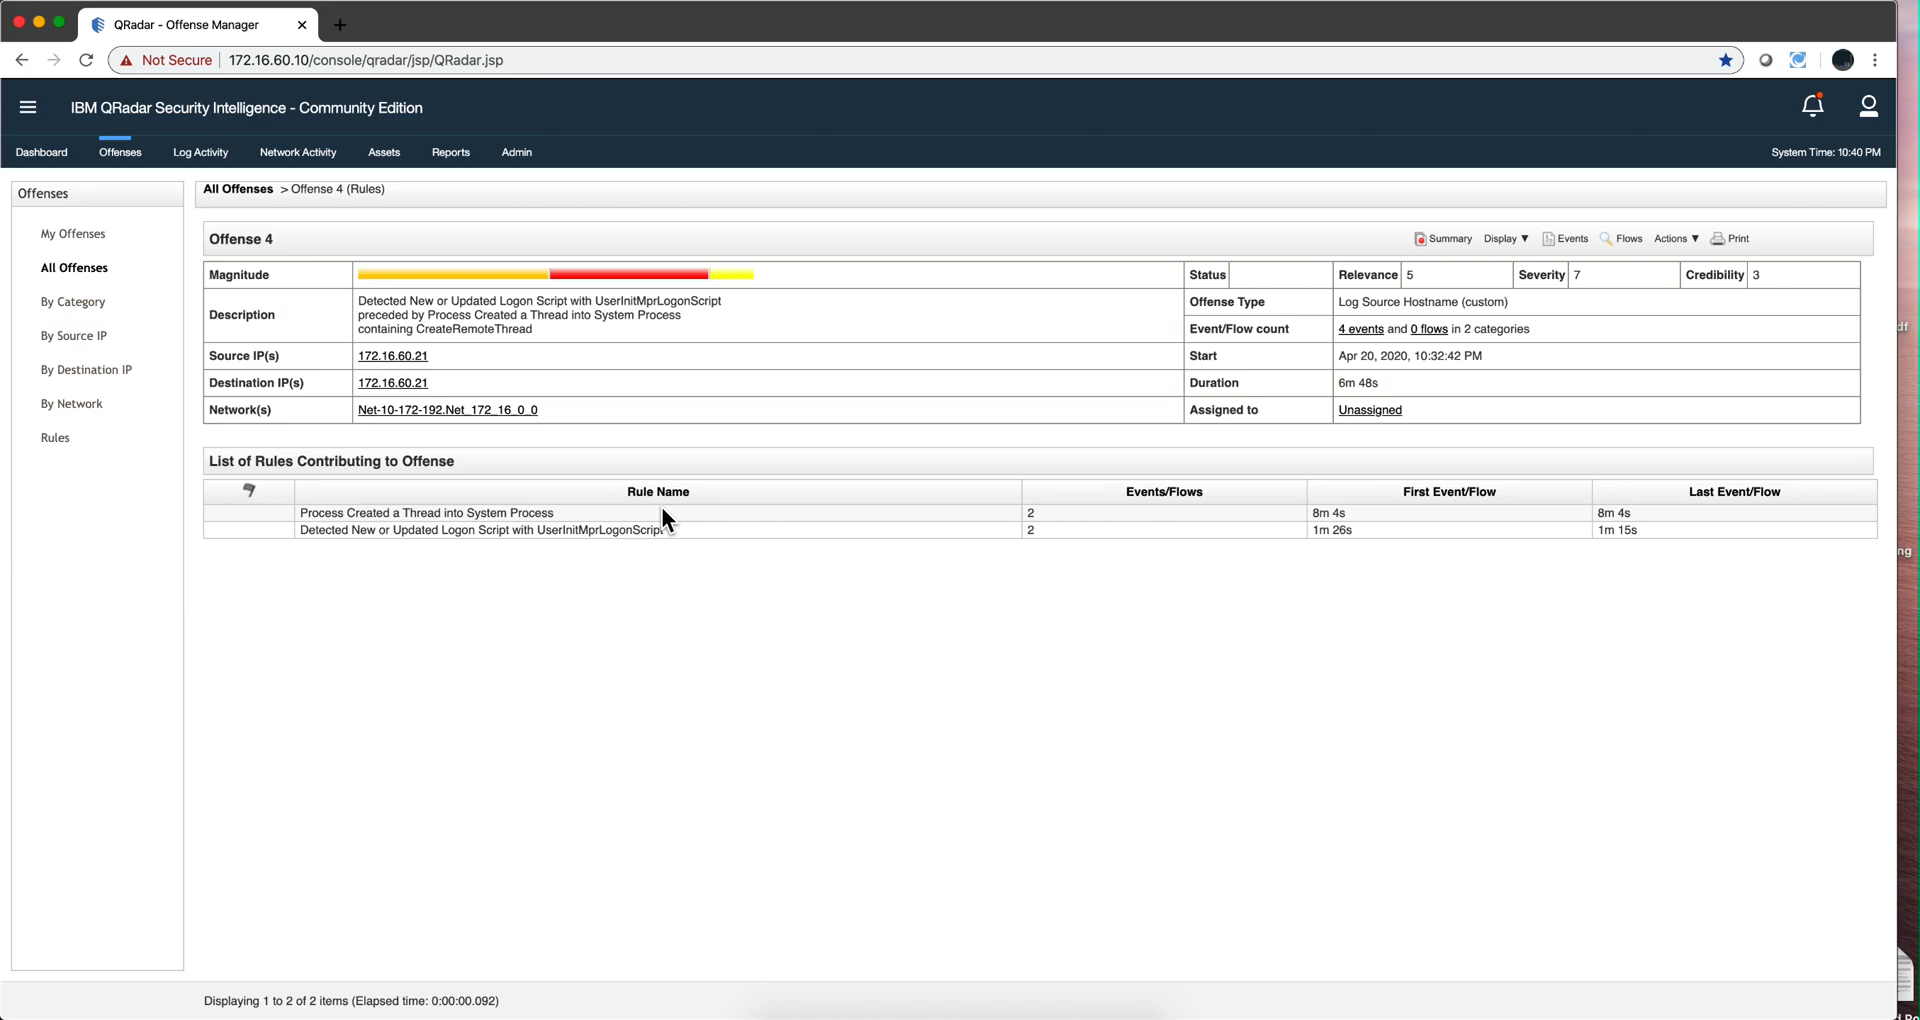 QRadar - Offense Manager
Not Secure 172.16.60.10/console/qradar/jsp/QRadar.jsp
IBM QRadar Security Intelligence - Community Edition
Dashboard Offenses Log Activity Network Activity Assets Reports Admin System Time: 10:40 PM
Offenses
My Offenses
All Offenses
By Category
By Source IP
By Destination IP
By Network
Rules
All Offenses > Offense 4 (Rules)
Offense 4 Summary Display ▼ Events Flows Actions ▼ Print
Magnitude Status Relevance 5 Severity 7 Credibility 3
Description
Detected New or Updated Logon Script with UserInitMprLogonScript
preceded by Process Created a Thread into System Process
containing CreateRemoteThread
Offense Type Log Source Hostname (custom)
Event/Flow count 4 events and 0 flows in 2 categories
Source IP(s) 172.16.60.21 Start Apr 20, 2020, 10:32:42 PM
Destination IP(s) 172.16.60.21 Duration 6m 48s
Network(s) Net-10-172-192.Net_172_16_0_0 Assigned to Unassigned
List of Rules Contributing to Offense
Rule Name Events/Flows First Event/Flow Last Event/Flow
Process Created a Thread into System Process 2 8m 4s 8m 4s
Detected New or Updated Logon Script with UserInitMprLogonScript 2 1m 26s 1m 15s
Displaying 1 to 2 of 2 items (Elapsed time: 0:00:00.092)
df
ng